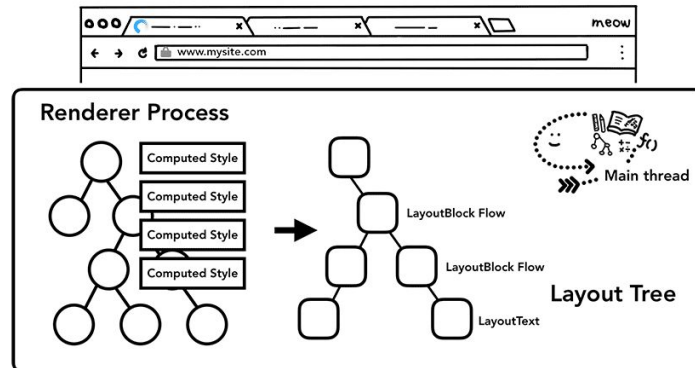 meow
www.mysite.com
Renderer Process
Computed Style
Computed Style
Computed Style
Computed Style
LayoutBlock Flow
LayoutBlock Flow
LayoutText
Layout Tree
f()
Main thread